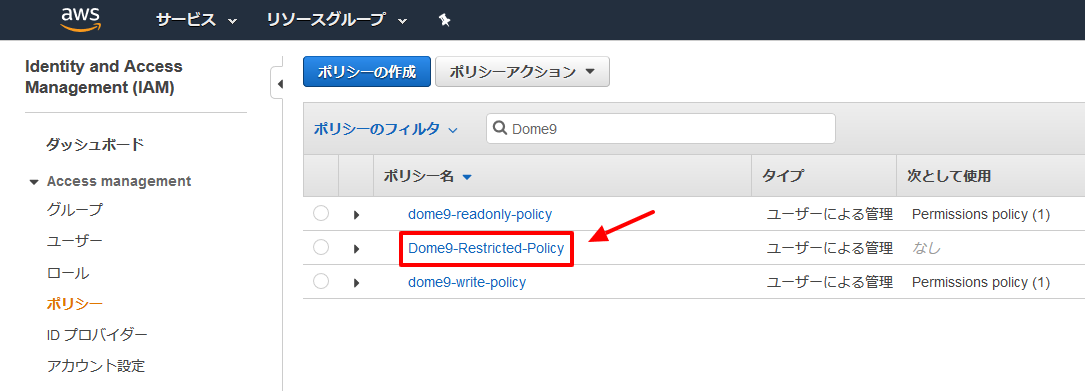 aws サービス リソースグループ
Identity and Access
Management (IAM)
ダッシュボード
Access management
グループ
ユーザー
ロール
ポリシー
ID プロバイダー
アカウント設定
ポリシーの作成 ポリシーアクション
ポリシーのフィルタ Dome9
ポリシー名 タイプ 次として使用
dome9-readonly-policy ユーザーによる管理 Permissions policy (1)
Dome9-Restricted-Policy ユーザーによる管理 なし
dome9-write-policy ユーザーによる管理 Permissions policy (1)